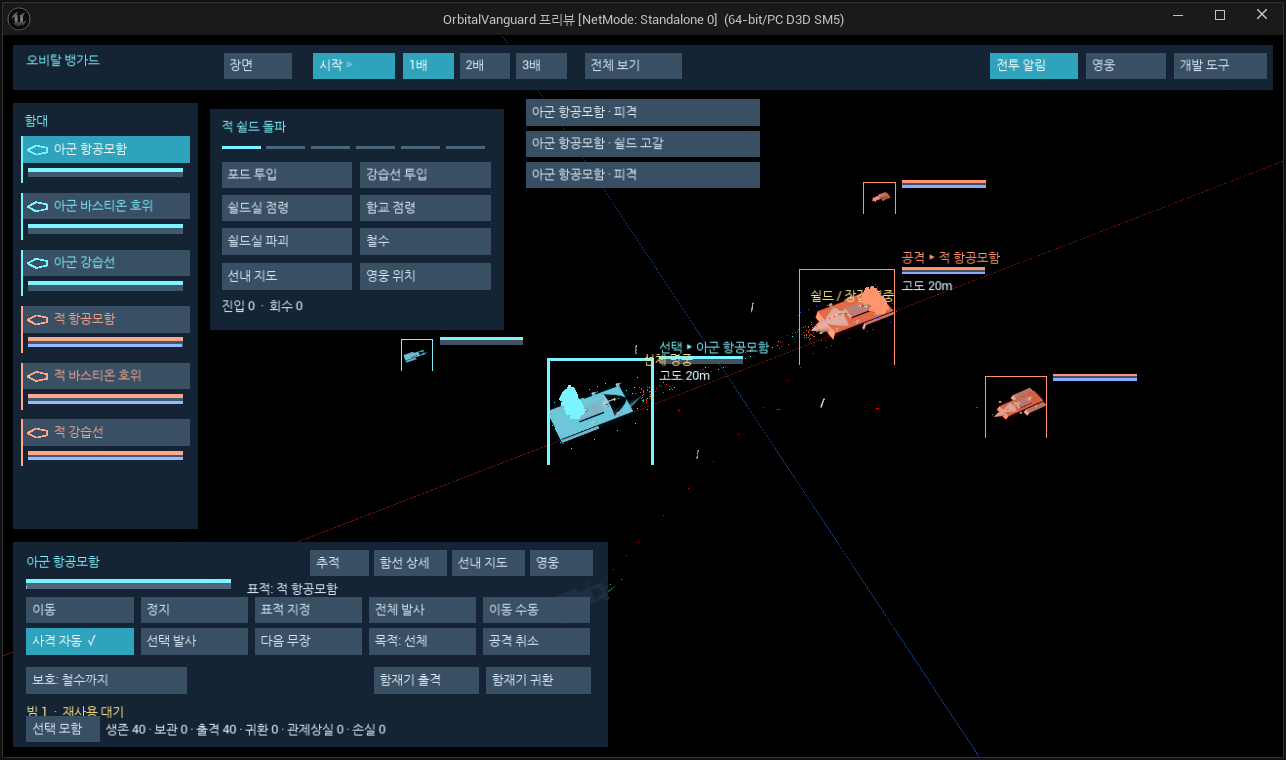 OrbitalVanguard 프리뷰 [NetMode: Standalone 0] (64-bit/PC D3D SM5)
오비탈 뱅가드
장면
시작
1배
2배
3배
전체 보기
전투 알림
영웅
개발 도구
함대
아군 항공모함
아군 바스티온 호위
아군 강습선
적 항공모함
적 바스티온 호위
적 강습선
적 쉴드 돌파
포드 투입
강습선 투입
쉴드실 점령
함교 점령
쉴드실 파괴
철수
선내 지도
영웅 위치
진입 0 · 회수 0
아군 항공모함 · 피격
아군 항공모함 · 쉴드 고갈
아군 항공모함 · 피격
공격 ▸ 적 항공모함
고도 20m
쉴드 /
선택 ▸ 아군 항공모함
고도 20m
아군 항공모함
추적
함선 상세
선내 지도
영웅
표적: 적 항공모함
이동
정지
표적 지정
전체 발사
이동 수동
사격 자동 √
선택 발사
다음 무장
목적: 선체
공격 취소
보호: 철수까지
함재기 출격
함재기 귀환
빔 1 · 재사용 대기
선택 모함
생존 40 · 보관 0 · 출격 40 · 귀환 0 · 관제상실 0 · 손실 0